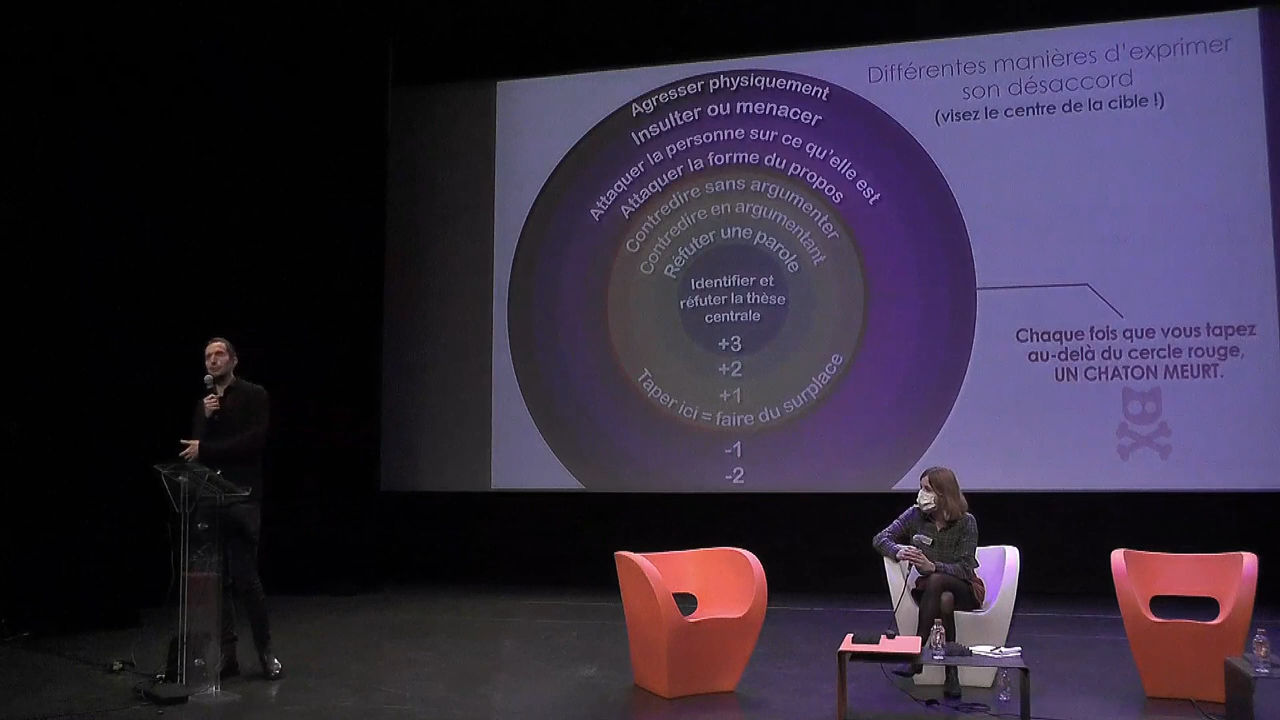 Différentes manières d'exprimer
son désaccord
(visez le centre de la cible !)
Agresser physiquement
Insulter ou menacer
Attaquer la personne sur ce qu'elle est
Attaquer la forme du propos
Contredire sans argumenter
Contredire en argumentant
Réfuter une parole
Identifier et
réfuter la thèse
centrale
+3
+2
+1
Taper ici = faire du surplace
-1
-2
Chaque fois que vous tapez
au-delà du cercle rouge,
UN CHATON MEURT.